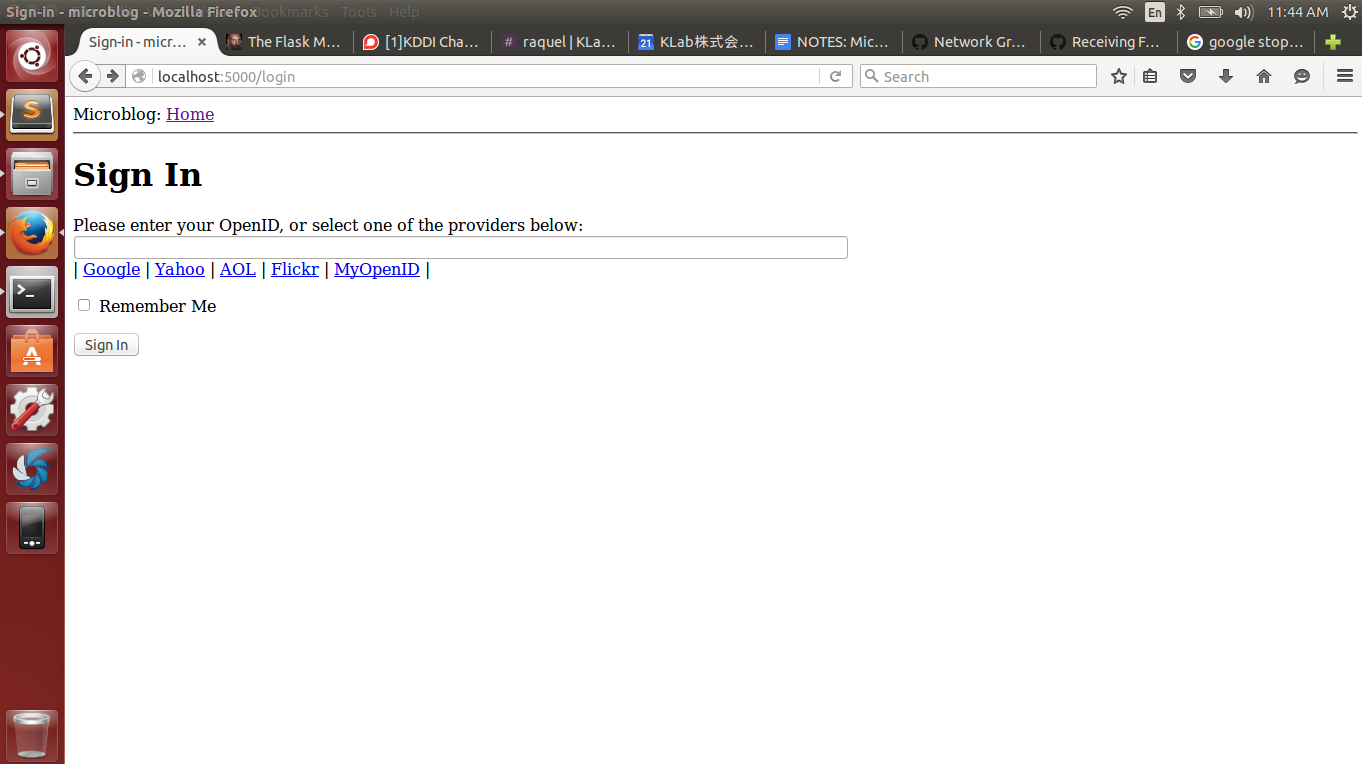 Sign-in - microblog - Mozilla Firefox Bookmarks Tools Help En 11:44 AM
Sign-in - micr... The Flask M... [1]KDDI Cha... # raquel | KLa... 21 KLab株式会... NOTES: Mic... Network Gr... Receiving F... google stop...
localhost:5000/login Search
Microblog: Home
Sign In
Please enter your OpenID, or select one of the providers below:
| Google | Yahoo | AOL | Flickr | MyOpenID |
Remember Me
Sign In